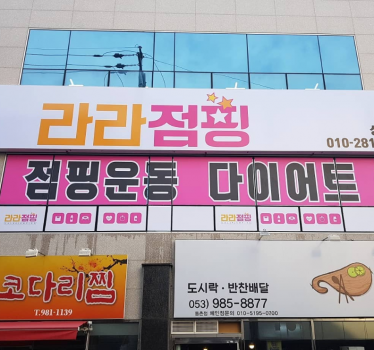 라라점핑
010-281
점핑운동 다이어트
라라점핑
라라점핑
코다리찜
T.981-1139
도시락·반찬배달
053) 985-8877